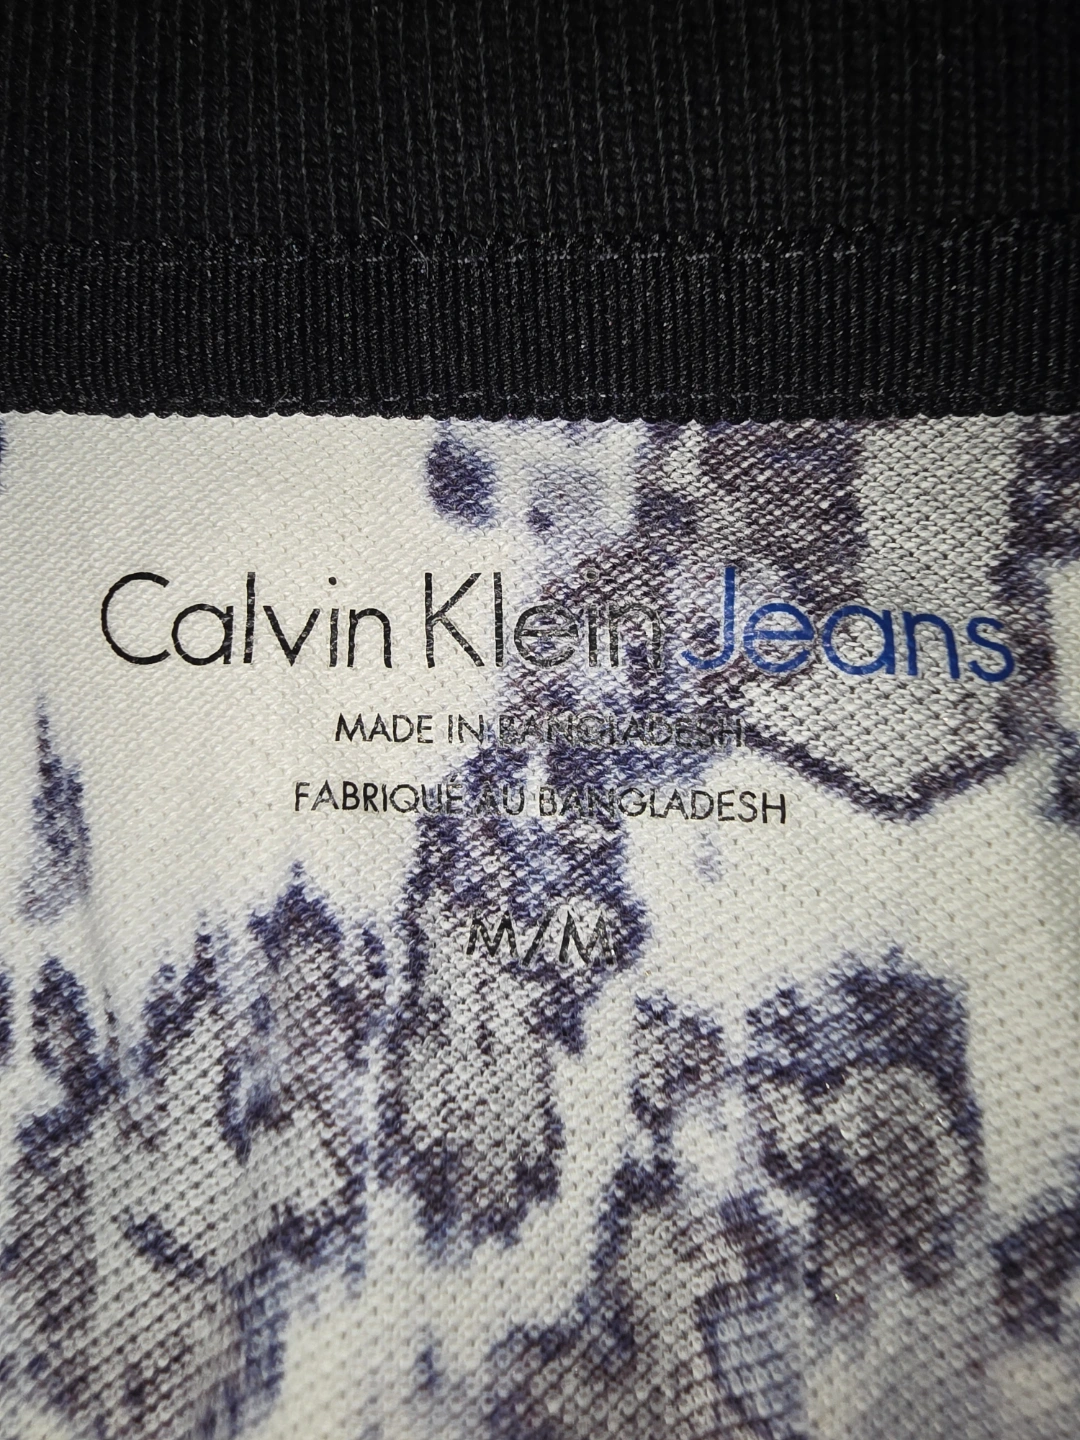 Calvin Klein Jeans
MADE IN BANGLADESH
FABRIQUÉ AU BANGLADESH
M/M